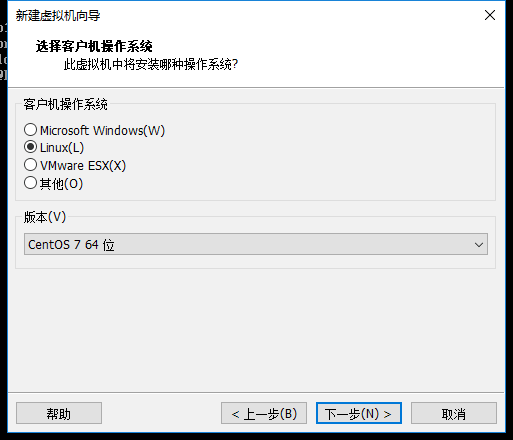 新建虚拟机向导
选择客户机操作系统
此虚拟机中将安装哪种操作系统?
客户机操作系统
Microsoft Windows(W)
Linux(L)
VMware ESX(X)
其他(O)
版本(V)
CentOS 7 64 位
帮助
< 上一步(B)
下一步(N) >
取消